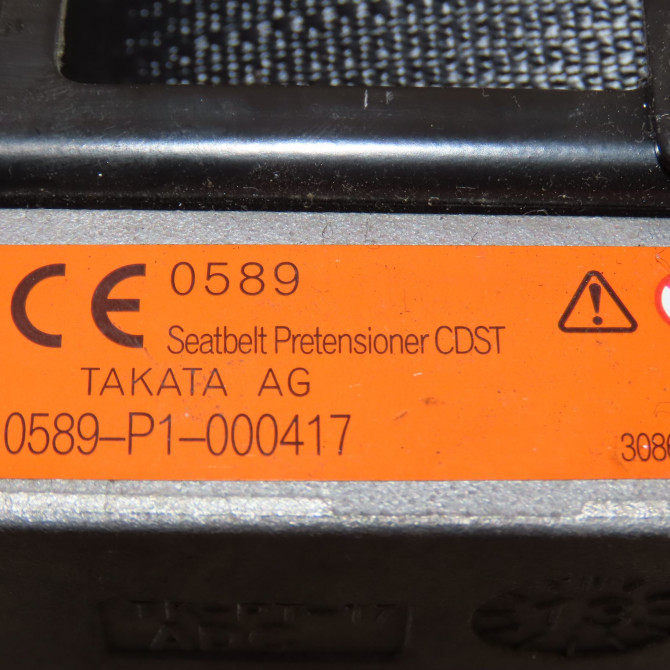 CE 0589
Seatbelt Pretensioner CDST
TAKATA AG
0589-P1-000417
308